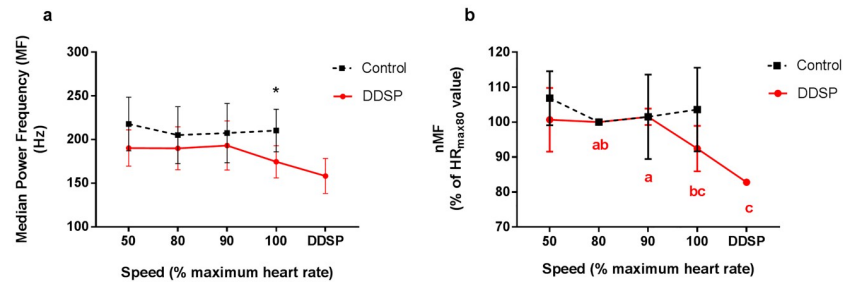 a
Median Power Frequency (MF)
(Hz)
300
250
200
150
100
50 80 90 100 DDSP
Speed (% maximum heart rate)
*
Control
DDSP
b
nMF
(% of HRmax80 value)
120
110
100
90
80
70
50 80 90 100 DDSP
Speed (% maximum heart rate)
ab
a
bc
c
Control
DDSP